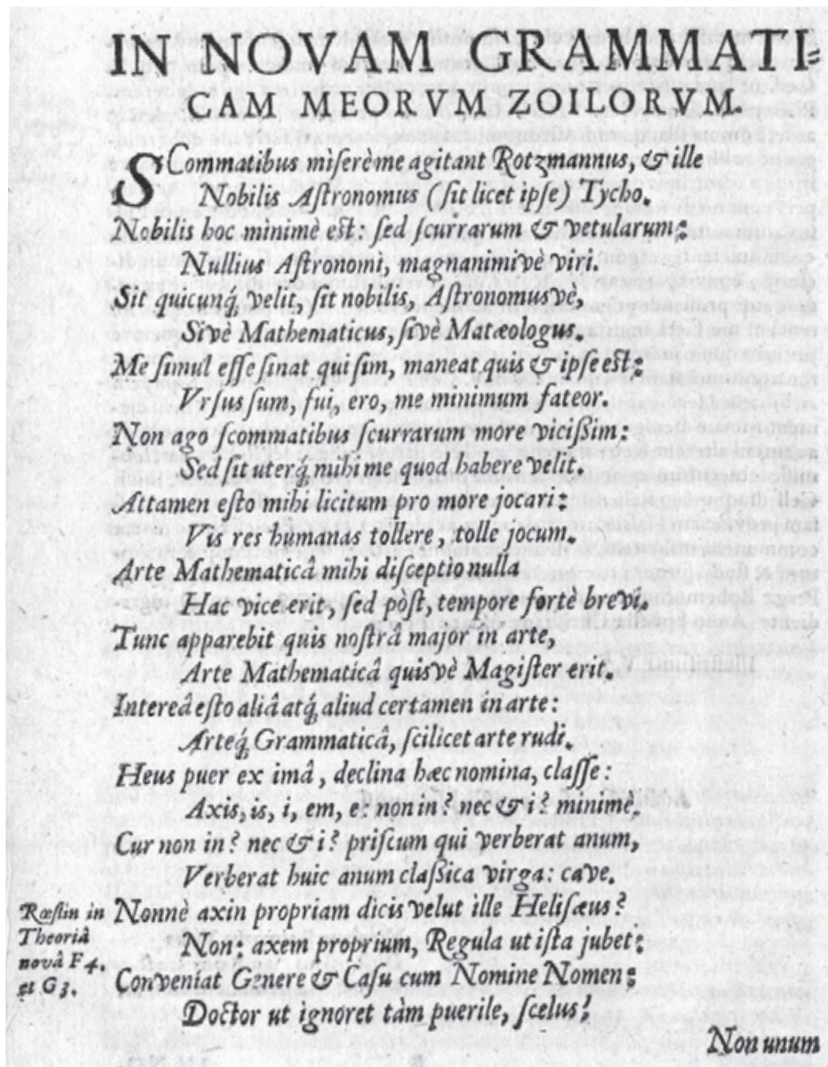 IN NOVAM GRAMMATI-
CAM MEORVM ZOILORVM.
SCommatibus miserè me agitant Rotzmannus, & ille
Nobilis Astronomus (sit licet ipse) Tycho.
Nobilis hoc minimè est: sed scurrarum & vetularum:
Nullius Astronomi, magnanimivè viri.
Sit quicunq́; velit, sit nobilis, Astronomusvè,
Sivè Mathematicus, sivè Matæologus.
Me simul esse sinat qui sim, maneat quis & ipse est:
Vrsus sum, fui, ero, me minimum fateor.
Non ago scommatibus scurrarum more vicißim:
Sed sit uterq́; mihi me quod habere velit.
Attamen esto mihi licitum pro more jocari:
Vis res humanas tollere, tolle jocum.
Arte Mathematicâ mihi disceptio nulla
Hac vice erit, sed pòst, tempore fortè brevi.
Tunc apparebit quis nostrâ major in arte,
Arte Mathematicâ quisvè Magister erit.
Intereâ esto aliâ atq́; aliud certamen in arte:
Arteq́; Grammaticâ, scilicet arte rudi.
Heus puer ex imâ, declina hæc nomina, classe:
Axis, is, i, em, e: non in? nec & i? minimè.
Cur non in? nec & i? priscum qui verberat anum,
Verberat huic anum claßica virga: cave.
Nonnè axin propriam dicis velut ille Helisæus?
Non: axem proprium, Regula ut ista jubet:
Conveniat Genere & Casu cum Nomine Nomen:
Doctor ut ignoret tàm puerile, scelus!
Rœslin in
Theoriâ
novâ F4.
et G3.
Non unum